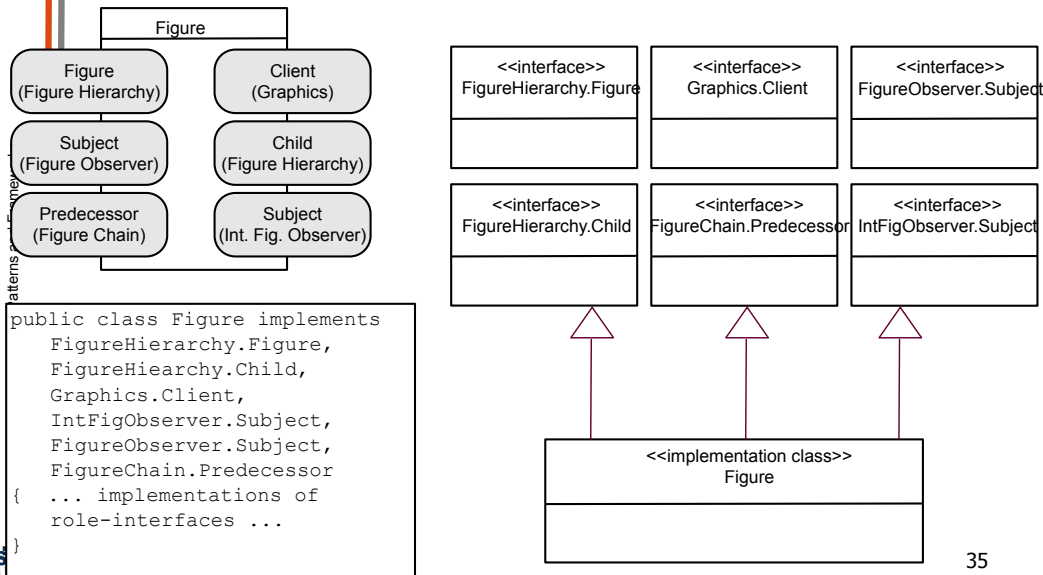 Figure
Figure
(Figure Hierarchy)
Client
(Graphics)
Subject
(Figure Observer)
Child
(Figure Hierarchy)
Predecessor
(Figure Chain)
Subject
(Int. Fig. Observer)
<<interface>>
FigureHierarchy.Figure
<<interface>>
Graphics.Client
<<interface>>
FigureObserver.Subject
<<interface>>
FigureHierarchy.Child
<<interface>>
FigureChain.Predecessor
<<interface>>
IntFigObserver.Subject
public class Figure implements
FigureHierarchy.Figure,
FigureHiearchy.Child,
Graphics.Client,
IntFigObserver.Subject,
FigureObserver.Subject,
FigureChain.Predecessor
{ ... implementations of
role-interfaces ...
}
<<implementation class>>
Figure
35